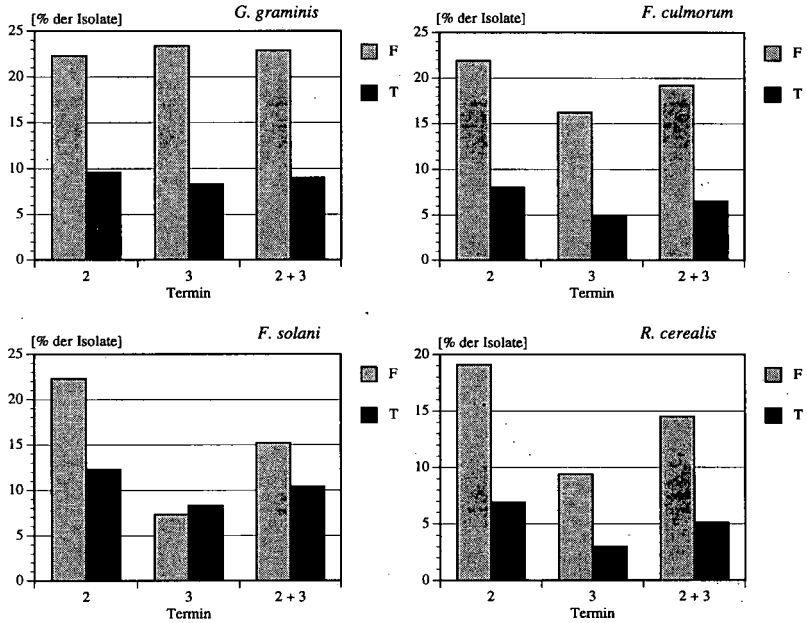 [% der Isolate]
G. graminis
25
20
15
10
5
0
2
3
2 + 3
Termin
F
T
[% der Isolate]
F. culmorum
25
20
15
10
5
0
2
3
2 + 3
Termin
F
T
[% der Isolate]
F. solani
25
20
15
10
5
0
2
3
2 + 3
Termin
F
T
[% der Isolate]
R. cerealis
20
15
10
5
0
2
3
2 + 3
Termin
F
T